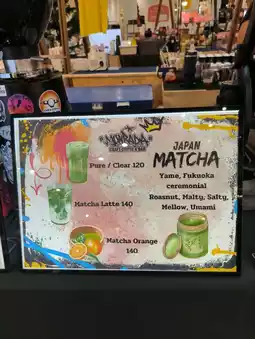 MONSADA
JAPAN
MATCHA
Pure / Clear 120
Yame, Fukuoka
ceremonial
Roasnut, Malty, Salty,
Mellow, Umami
Matcha Latte 140
Matcha Orange
140